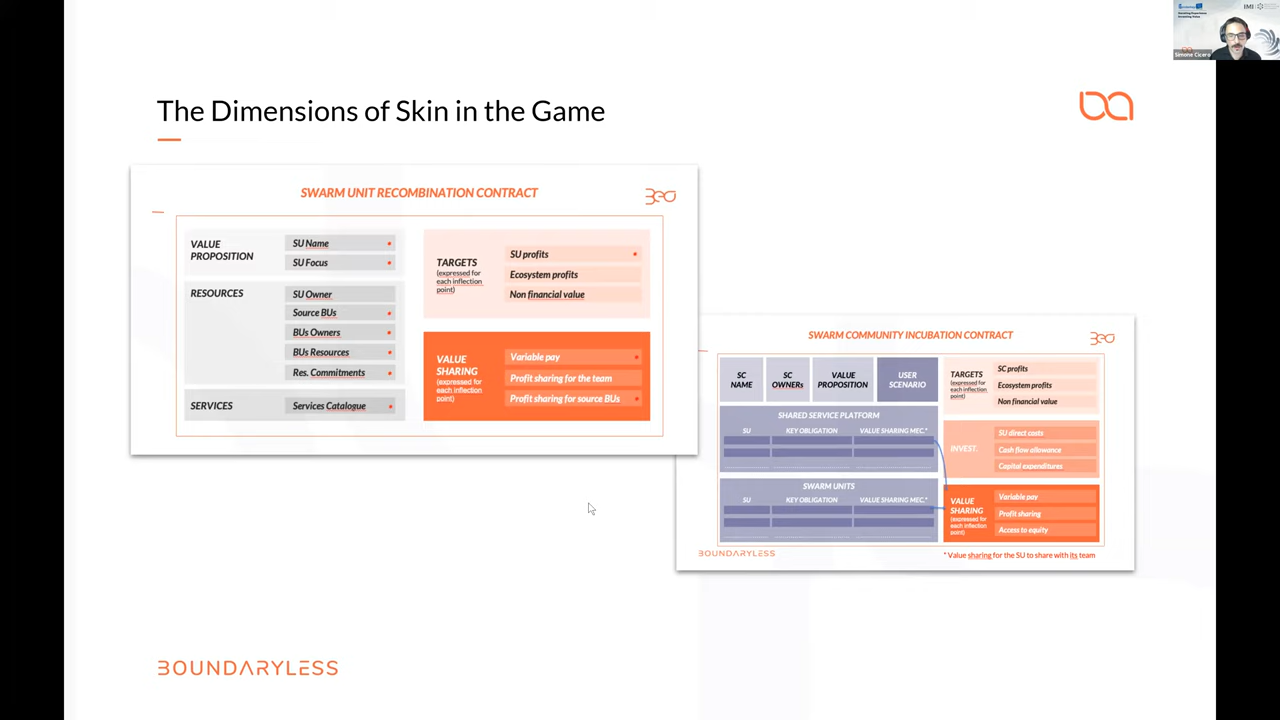 The Dimensions of Skin in the Game
SWARM UNIT RECOMBINATION CONTRACT
VALUE
PROPOSITION
SU Name
SU Focus
RESOURCES
SU Owner
Source BUs
BUs Owners
BUs Resources
Res. Commitments
SERVICES
Services Catalogue
TARGETS
(expressed for
each inflection
point)
SU profits
Ecosystem profits
Non financial value
VALUE
SHARING
(expressed for
each inflection
point)
Variable pay
Profit sharing for the team
Profit sharing for source BUs
SWARM COMMUNITY INCUBATION CONTRACT
SC
NAME
SC
OWNERs
VALUE
PROPOSITION
USER
SCENARIO
SHARED SERVICE PLATFORM
SU KEY OBLIGATION VALUE SHARING MEC.*
SWARM UNITS
SU KEY OBLIGATION VALUE SHARING MEC.*
TARGETS
(expressed for
each inflection
point)
SC profits
Ecosystem profits
Non financial value
INVEST.
SU direct costs
Cash flow allowance
Capital expenditures
VALUE
SHARING
(expressed for
each inflection
point)
Variable pay
Profit sharing
Access to equity
BOUNDARYLESS
* Value sharing for the SU to share with its team
BOUNDARYLESS
Simone Cicero
IMI